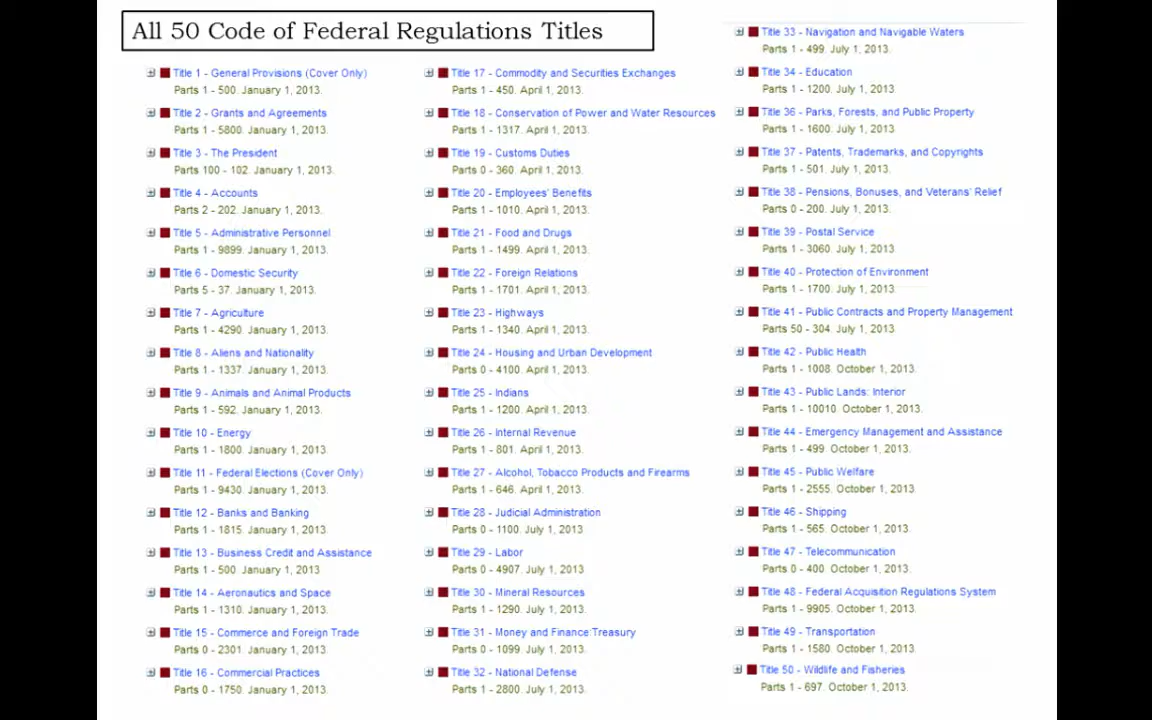 All 50 Code of Federal Regulations Titles
Title 1 - General Provisions (Cover Only)
Parts 1 - 500. January 1, 2013.
Title 2 - Grants and Agreements
Parts 1 - 5800. January 1, 2013.
Title 3 - The President
Parts 100 - 102. January 1, 2013.
Title 4 - Accounts
Parts 2 - 202. January 1, 2013.
Title 5 - Administrative Personnel
Parts 1 - 9899. January 1, 2013.
Title 6 - Domestic Security
Parts 5 - 37. January 1, 2013.
Title 7 - Agriculture
Parts 1 - 4290. January 1, 2013.
Title 8 - Aliens and Nationality
Parts 1 - 1337. January 1, 2013.
Title 9 - Animals and Animal Products
Parts 1 - 592. January 1, 2013.
Title 10 - Energy
Parts 1 - 1800. January 1, 2013.
Title 11 - Federal Elections (Cover Only)
Parts 1 - 9430. January 1, 2013.
Title 12 - Banks and Banking
Parts 1 - 1815. January 1, 2013.
Title 13 - Business Credit and Assistance
Parts 1 - 500. January 1, 2013
Title 14 - Aeronautics and Space
Parts 1 - 1310. January 1, 2013.
Title 15 - Commerce and Foreign Trade
Parts 0 - 2301. January 1, 2013.
Title 16 - Commercial Practices
Parts 0 - 1750. January 1, 2013.
Title 17 - Commodity and Securities Exchanges
Parts 1 - 450. April 1, 2013.
Title 18 - Conservation of Power and Water Resources
Parts 1 - 1317. April 1, 2013.
Title 19 - Customs Duties
Parts 0 - 360. April 1, 2013.
Title 20 - Employees' Benefits
Parts 1 - 1010. April 1, 2013.
Title 21 - Food and Drugs
Parts 1 - 1499. April 1, 2013.
Title 22 - Foreign Relations
Parts 1 - 1701. April 1, 2013.
Title 23 - Highways
Parts 1 - 1340. April 1, 2013.
Title 24 - Housing and Urban Development
Parts 0 - 4100. April 1, 2013.
Title 25 - Indians
Parts 1 - 1200. April 1, 2013.
Title 26 - Internal Revenue
Parts 1 - 801. April 1, 2013.
Title 27 - Alcohol, Tobacco Products and Firearms
Parts 1 - 646. April 1, 2013.
Title 28 - Judicial Administration
Parts 0 - 1100. July 1, 2013
Title 29 - Labor
Parts 0 - 4907. July 1, 2013
Title 30 - Mineral Resources
Parts 1 - 1290. July 1, 2013.
Title 31 - Money and Finance:Treasury
Parts 0 - 1099. July 1, 2013.
Title 32 - National Defense
Parts 1 - 2800. July 1, 2013.
Title 33 - Navigation and Navigable Waters
Parts 1 - 499. July 1, 2013.
Title 34 - Education
Parts 1 - 1200. July 1, 2013.
Title 36 - Parks, Forests, and Public Property
Parts 1 - 1600. July 1, 2013
Title 37 - Patents, Trademarks, and Copyrights
Parts 1 - 501. July 1, 2013.
Title 38 - Pensions, Bonuses, and Veterans' Relief
Parts 0 - 200. July 1, 2013.
Title 39 - Postal Service
Parts 1 - 3060. July 1, 2013
Title 40 - Protection of Environment
Parts 1 - 1700. July 1, 2013
Title 41 - Public Contracts and Property Management
Parts 50 - 304. July 1, 2013
Title 42 - Public Health
Parts 1 - 1008. October 1, 2013.
Title 43 - Public Lands: Interior
Parts 1 - 10010. October 1, 2013.
Title 44 - Emergency Management and Assistance
Parts 1 - 499. October 1, 2013.
Title 45 - Public Welfare
Parts 1 - 2555. October 1, 2013.
Title 46 - Shipping
Parts 1 - 565. October 1, 2013.
Title 47 - Telecommunication
Parts 0 - 400. October 1, 2013.
Title 48 - Federal Acquisition Regulations System
Parts 1 - 9905. October 1, 2013.
Title 49 - Transportation
Parts 1 - 1580. October 1, 2013.
Title 50 - Wildlife and Fisheries
Parts 1 - 697. October 1, 2013.